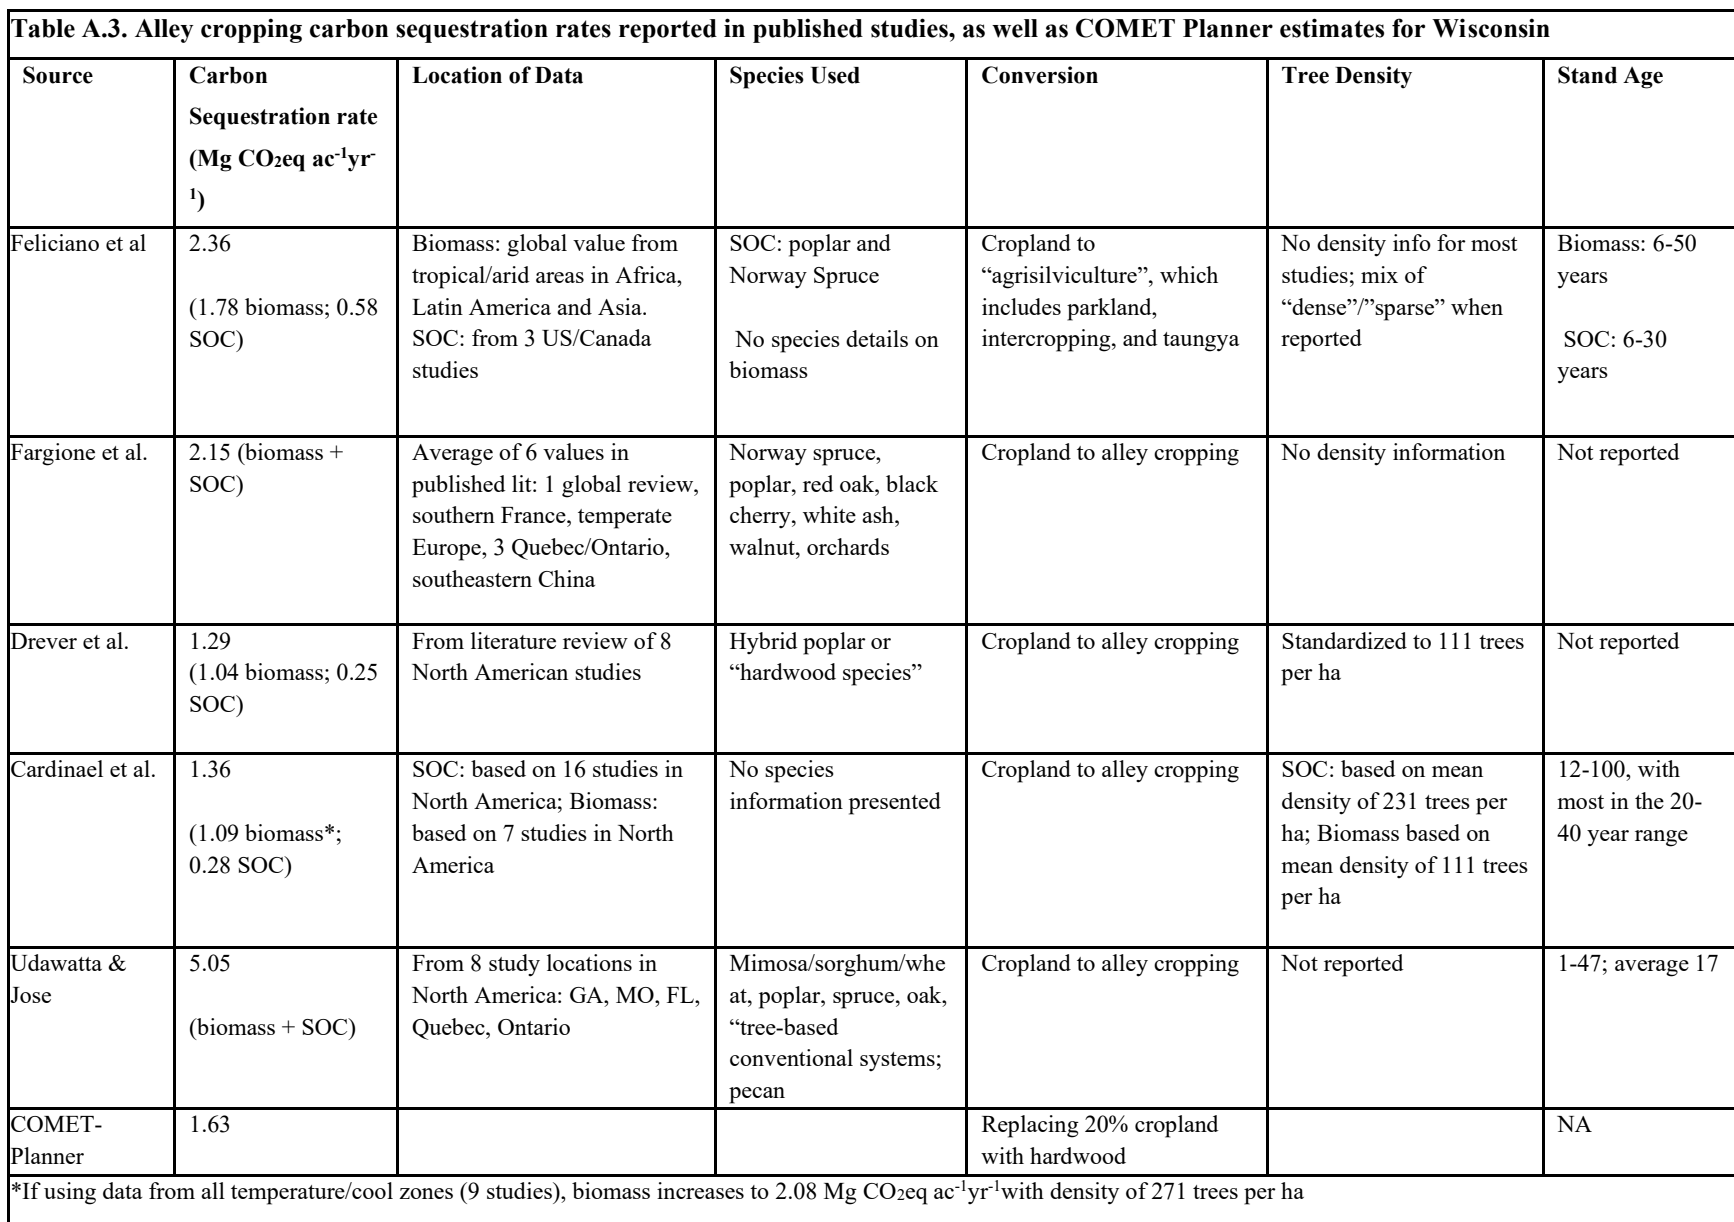 Table A.3. Alley cropping carbon sequestration rates reported in published studies, as well as COMET Planner estimates for Wisconsin
Source
Carbon
Sequestration rate
(Mg CO₂eq ac⁻¹yr⁻
¹)
Location of Data
Species Used
Conversion
Tree Density
Stand Age
Feliciano et al
2.36
(1.78 biomass; 0.58
SOC)
Biomass: global value from
tropical/arid areas in Africa,
Latin America and Asia.
SOC: from 3 US/Canada
studies
SOC: poplar and
Norway Spruce
No species details on
biomass
Cropland to
“agrisilviculture”, which
includes parkland,
intercropping, and taungya
No density info for most
studies; mix of
“dense”/”sparse” when
reported
Biomass: 6-50
years
SOC: 6-30
years
Fargione et al.
2.15 (biomass +
SOC)
Average of 6 values in
published lit: 1 global review,
southern France, temperate
Europe, 3 Quebec/Ontario,
southeastern China
Norway spruce,
poplar, red oak, black
cherry, white ash,
walnut, orchards
Cropland to alley cropping
No density information
Not reported
Drever et al.
1.29
(1.04 biomass; 0.25
SOC)
From literature review of 8
North American studies
Hybrid poplar or
“hardwood species”
Cropland to alley cropping
Standardized to 111 trees
per ha
Not reported
Cardinael et al.
1.36
(1.09 biomass*;
0.28 SOC)
SOC: based on 16 studies in
North America; Biomass:
based on 7 studies in North
America
No species
information presented
Cropland to alley cropping
SOC: based on mean
density of 231 trees per
ha; Biomass based on
mean density of 111 trees
per ha
12-100, with
most in the 20-
40 year range
Udawatta &
Jose
5.05
(biomass + SOC)
From 8 study locations in
North America: GA, MO, FL,
Quebec, Ontario
Mimosa/sorghum/whe
at, poplar, spruce, oak,
“tree-based
conventional systems;
pecan
Cropland to alley cropping
Not reported
1-47; average 17
COMET-
Planner
1.63
Replacing 20% cropland
with hardwood
NA
*If using data from all temperature/cool zones (9 studies), biomass increases to 2.08 Mg CO₂eq ac⁻¹yr⁻¹with density of 271 trees per ha